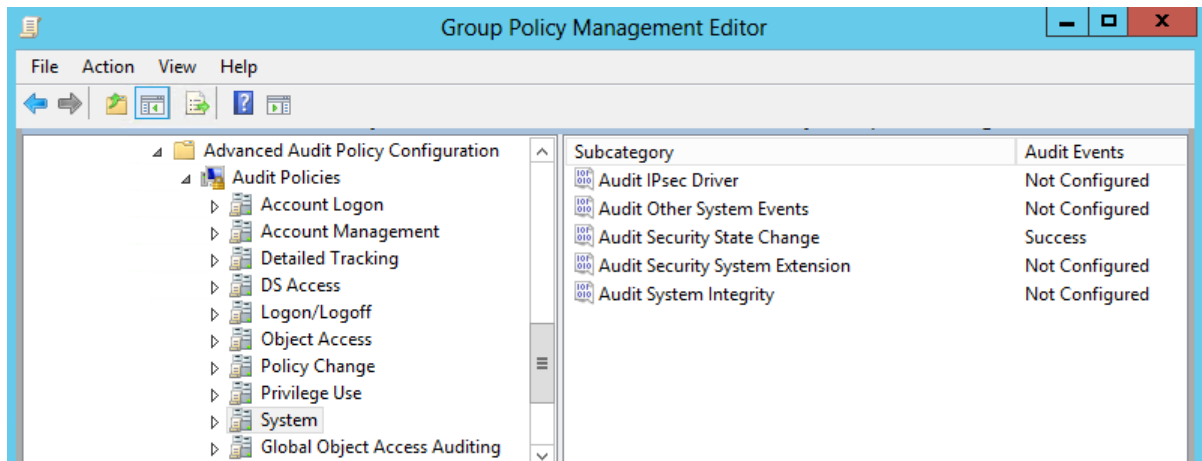 Group Policy Management Editor
File Action View Help
Advanced Audit Policy Configuration
Audit Policies
Account Logon
Account Management
Detailed Tracking
DS Access
Logon/Logoff
Object Access
Policy Change
Privilege Use
System
Global Object Access Auditing
Subcategory Audit Events
Audit IPsec Driver Not Configured
Audit Other System Events Not Configured
Audit Security State Change Success
Audit Security System Extension Not Configured
Audit System Integrity Not Configured